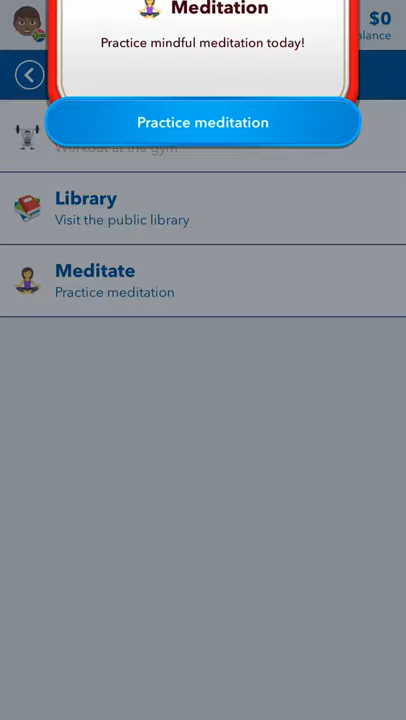 Meditation
$0
Practice mindful meditation today!
Practice meditation
Workout at the gym
Library
Visit the public library
Meditate
Practice meditation